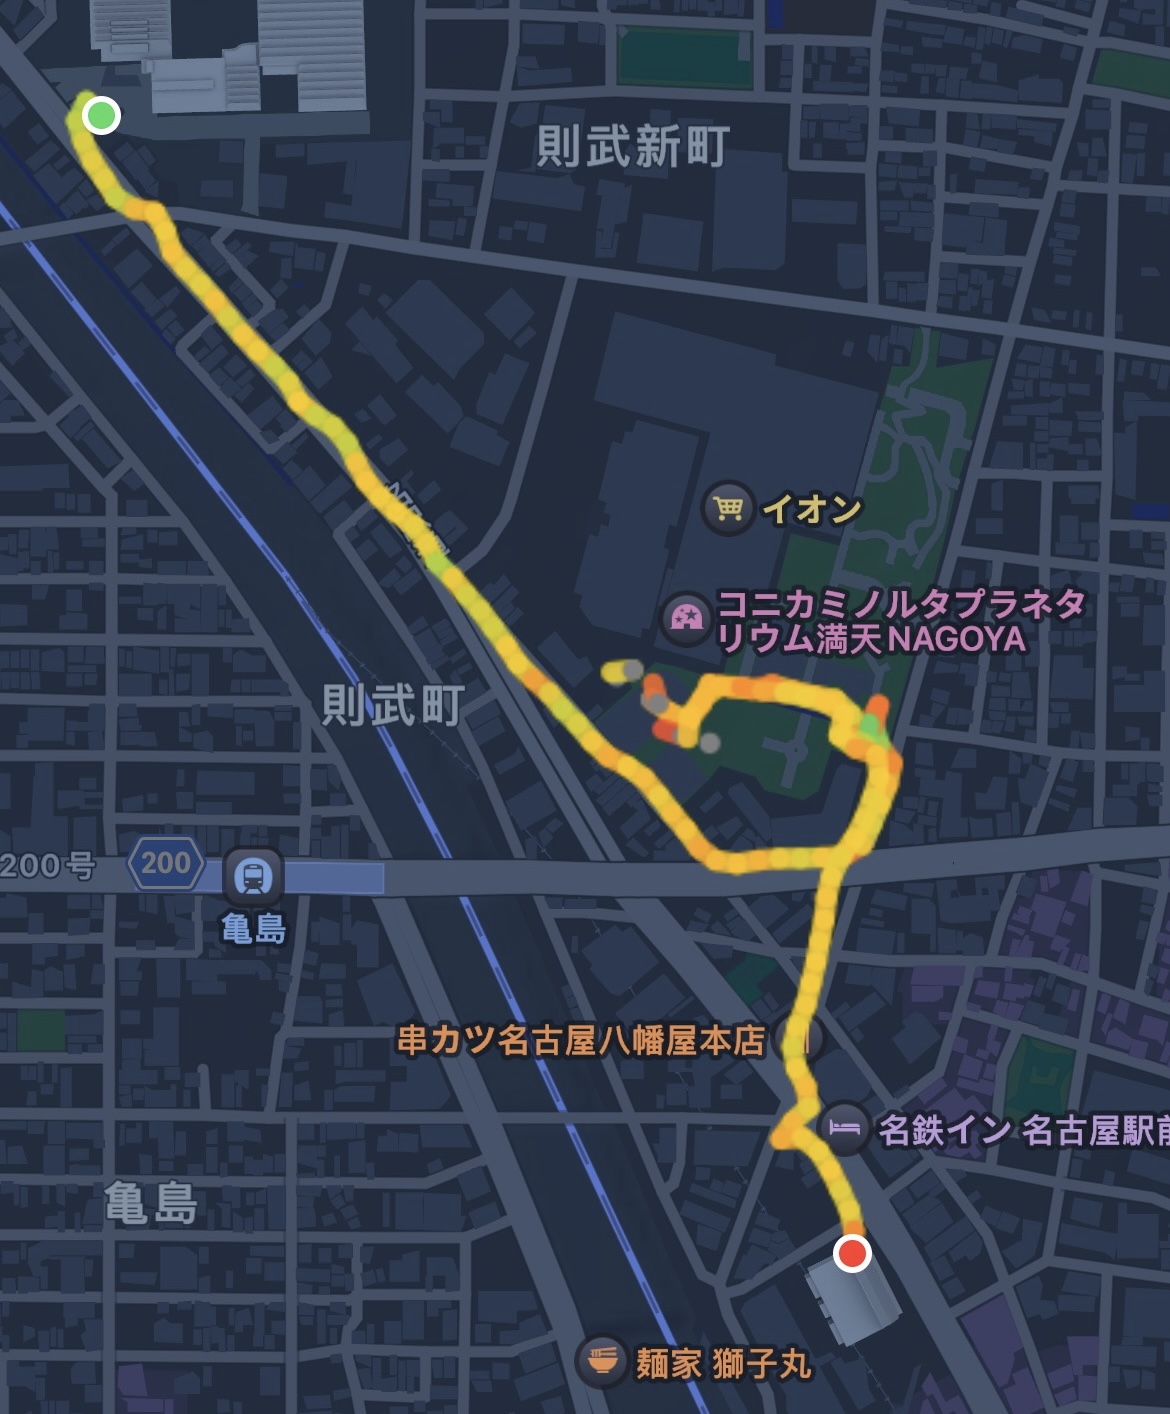 則武新町
イオン
コニカミノルタプラネタ
リウム満天 NAGOYA
則武町
200号
200
亀島
串カツ名古屋八幡屋本店
名鉄イン 名古屋駅前
亀島
麺家 獅子丸